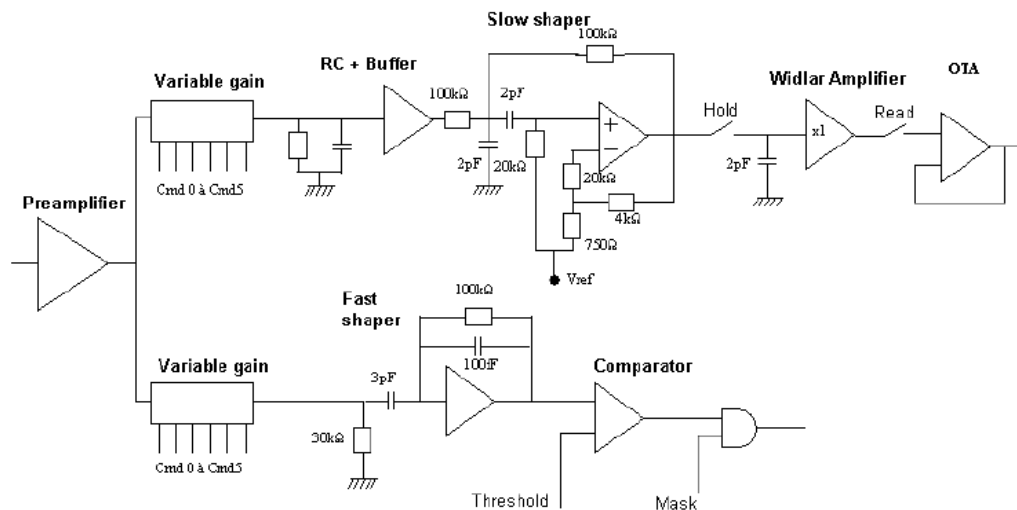 Slow shaper
100kΩ
Variable gain
RC + Buffer
100kΩ
2pF
Widlar Amplifier
OTA
Hold
Read
+
−
x1
2pF
20kΩ
20kΩ
2pF
4kΩ
750Ω
Cmd 0 à Cmd5
Preamplifier
Vref
Fast
shaper
100kΩ
100fF
Variable gain
3pF
Comparator
50kΩ
Cmd 0 à Cmd5
Threshold
Mask